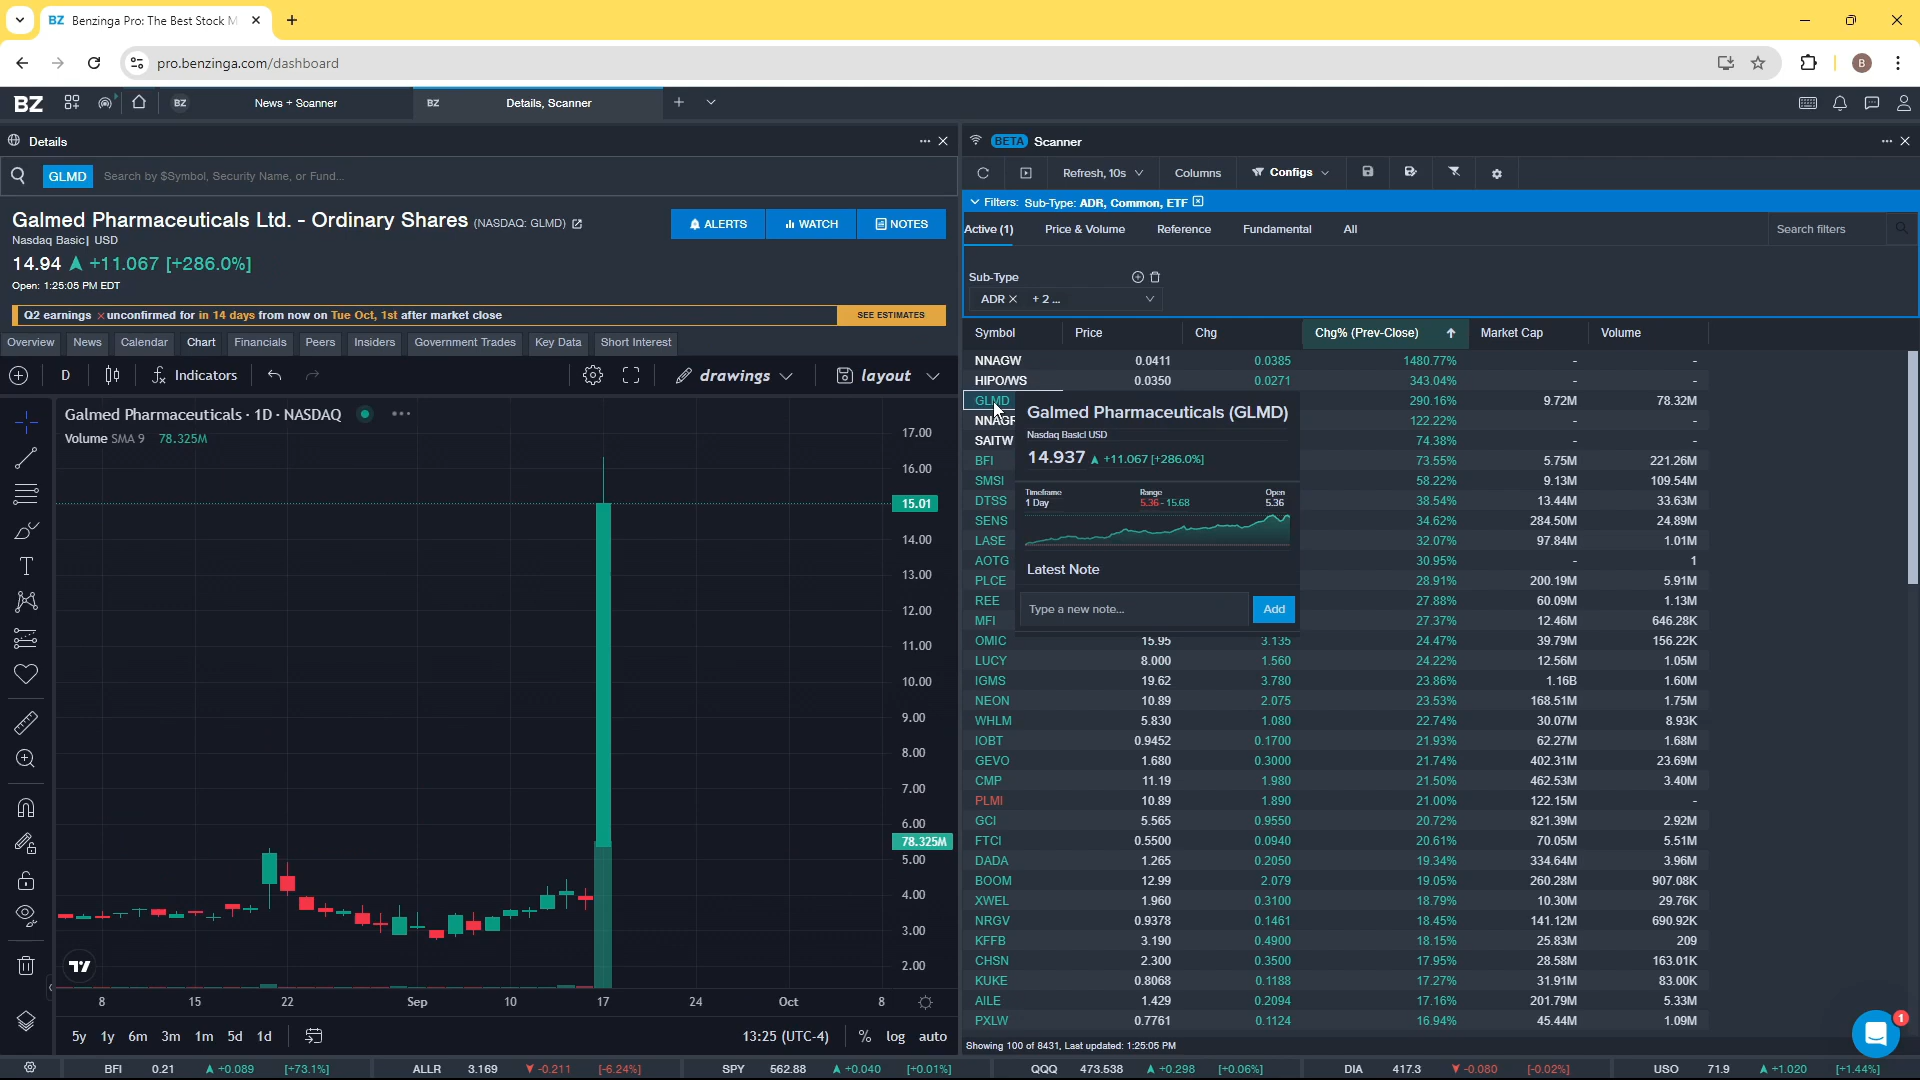 BZ Benzinga Pro: The Best Stock M
pro.benzinga.com/dashboard
B
BZ
BZ News + Scanner
BZ Details, Scanner
Details
GLMD Search by $Symbol, Security Name, or Fund...
Galmed Pharmaceuticals Ltd. - Ordinary Shares (NASDAQ: GLMD)
Nasdaq Basic| USD
14.94 ▲ +11.067 [+286.0%]
Open: 1:25:05 PM EDT
ALERTS WATCH NOTES
Q2 earnings ×unconfirmed for in 14 days from now on Tue Oct, 1st after market close SEE ESTIMATES
Overview News Calendar Chart Financials Peers Insiders Government Trades Key Data Short Interest
D Indicators drawings layout
Galmed Pharmaceuticals · 1D · NASDAQ
Volume SMA 9 78.325M
17.00
16.00
15.01
14.00
13.00
12.00
11.00
10.00
9.00
8.00
7.00
6.00
78.325M
5.00
4.00
3.00
2.00
8 15 22 Sep 10 17 24 Oct 8
5y 1y 6m 3m 1m 5d 1d 13:25 (UTC-4) % log auto
BETA Scanner
Refresh, 10s Columns Configs
Filters: Sub-Type: ADR, Common, ETF
Active (1) Price & Volume Reference Fundamental All Search filters
Sub-Type
ADR × + 2 ...
Symbol Price Chg Chg% (Prev-Close) Market Cap Volume
NNAGW 0.0411 0.0385 1480.77% - -
HIPO/WS 0.0350 0.0271 343.04% - -
GLMD 290.16% 9.72M 78.32M
NNAGR 122.22% - -
SAITW 74.38% - -
BFI 73.55% 5.75M 221.26M
SMSI 58.22% 9.13M 109.54M
DTSS 38.54% 13.44M 33.63M
SENS 34.62% 284.50M 24.89M
LASE 32.07% 97.84M 1.01M
AOTG 30.95% - 1
PLCE 28.91% 200.19M 5.91M
REE 27.88% 60.09M 1.13M
MFI 27.37% 12.46M 646.28K
OMIC 15.95 3.135 24.47% 39.79M 156.22K
LUCY 8.000 1.560 24.22% 12.56M 1.05M
IGMS 19.62 3.780 23.86% 1.16B 1.60M
NEON 10.89 2.075 23.53% 168.51M 1.75M
WHLM 5.830 1.080 22.74% 30.07M 8.93K
IOBT 0.9452 0.1700 21.93% 62.27M 1.68M
GEVO 1.680 0.3000 21.74% 402.31M 23.69M
CMP 11.19 1.980 21.50% 462.53M 3.40M
PLMI 10.89 1.890 21.00% 122.15M -
GCI 5.565 0.9550 20.72% 821.39M 2.92M
FTCI 0.5500 0.0940 20.61% 70.05M 5.51M
DADA 1.265 0.2050 19.34% 334.64M 3.96M
BOOM 12.99 2.079 19.05% 260.28M 907.08K
XWEL 1.960 0.3100 18.79% 10.30M 29.76K
NRGV 0.9378 0.1461 18.45% 141.12M 690.92K
KFFB 3.190 0.4900 18.15% 25.83M 209
CHSN 2.300 0.3500 17.95% 28.58M 163.01K
KUKE 0.8068 0.1188 17.27% 31.91M 83.00K
AILE 1.429 0.2094 17.16% 201.79M 5.33M
PXLW 0.7761 0.1124 16.94% 45.44M 1.09M
Galmed Pharmaceuticals (GLMD)
Nasdaq Basic| USD
14.937 ▲ +11.067 [+286.0%]
Timeframe Range Open
1 Day 5.36 - 15.68 5.36
Latest Note
Type a new note... Add
Showing 100 of 8431, Last updated: 1:25:05 PM
1
BFI 0.21 ▲ +0.089 [+73.1%] ALLR 3.169 ▼ -0.211 [-6.24%] SPY 562.88 ▲ +0.040 [+0.01%] QQQ 473.538 ▲ +0.298 [+0.06%] DIA 417.3 ▼ -0.080 [-0.02%] USO 71.9 ▲ +1.020 [+1.44%]